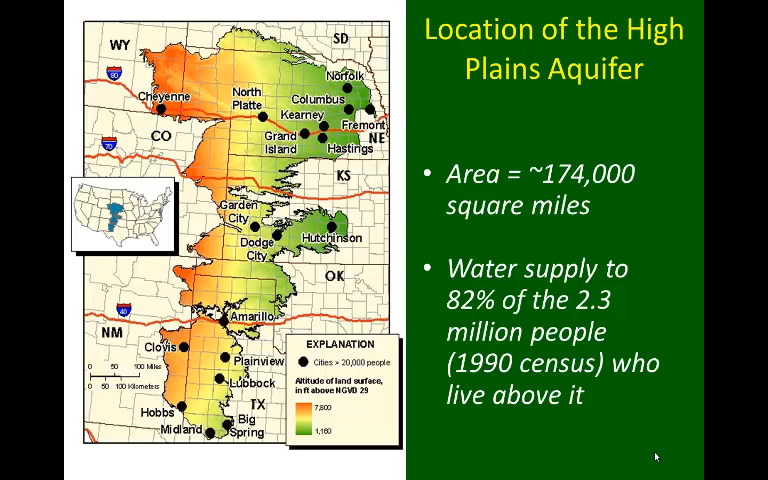 Location of the High
Plains Aquifer
• Area = ~174,000
square miles
• Water supply to
82% of the 2.3
million people
(1990 census) who
live above it
WY
SD
80
Norfolk
Cheyenne
North
Platte
Columbus
Kearney
Fremont
CO
NE
Grand
Island
Hastings
70
KS
Garden
City
Dodge
City
Hutchinson
OK
40
Amarillo
NM
Clovis
Plainview
Lubbock
0 50 100 Miles
0 50 100 Kilometers
Hobbs
TX
Big
Spring
Midland
EXPLANATION
Cities > 20,000 people
Altitude of land surface,
in ft above NGVD 29
7,800
1,160